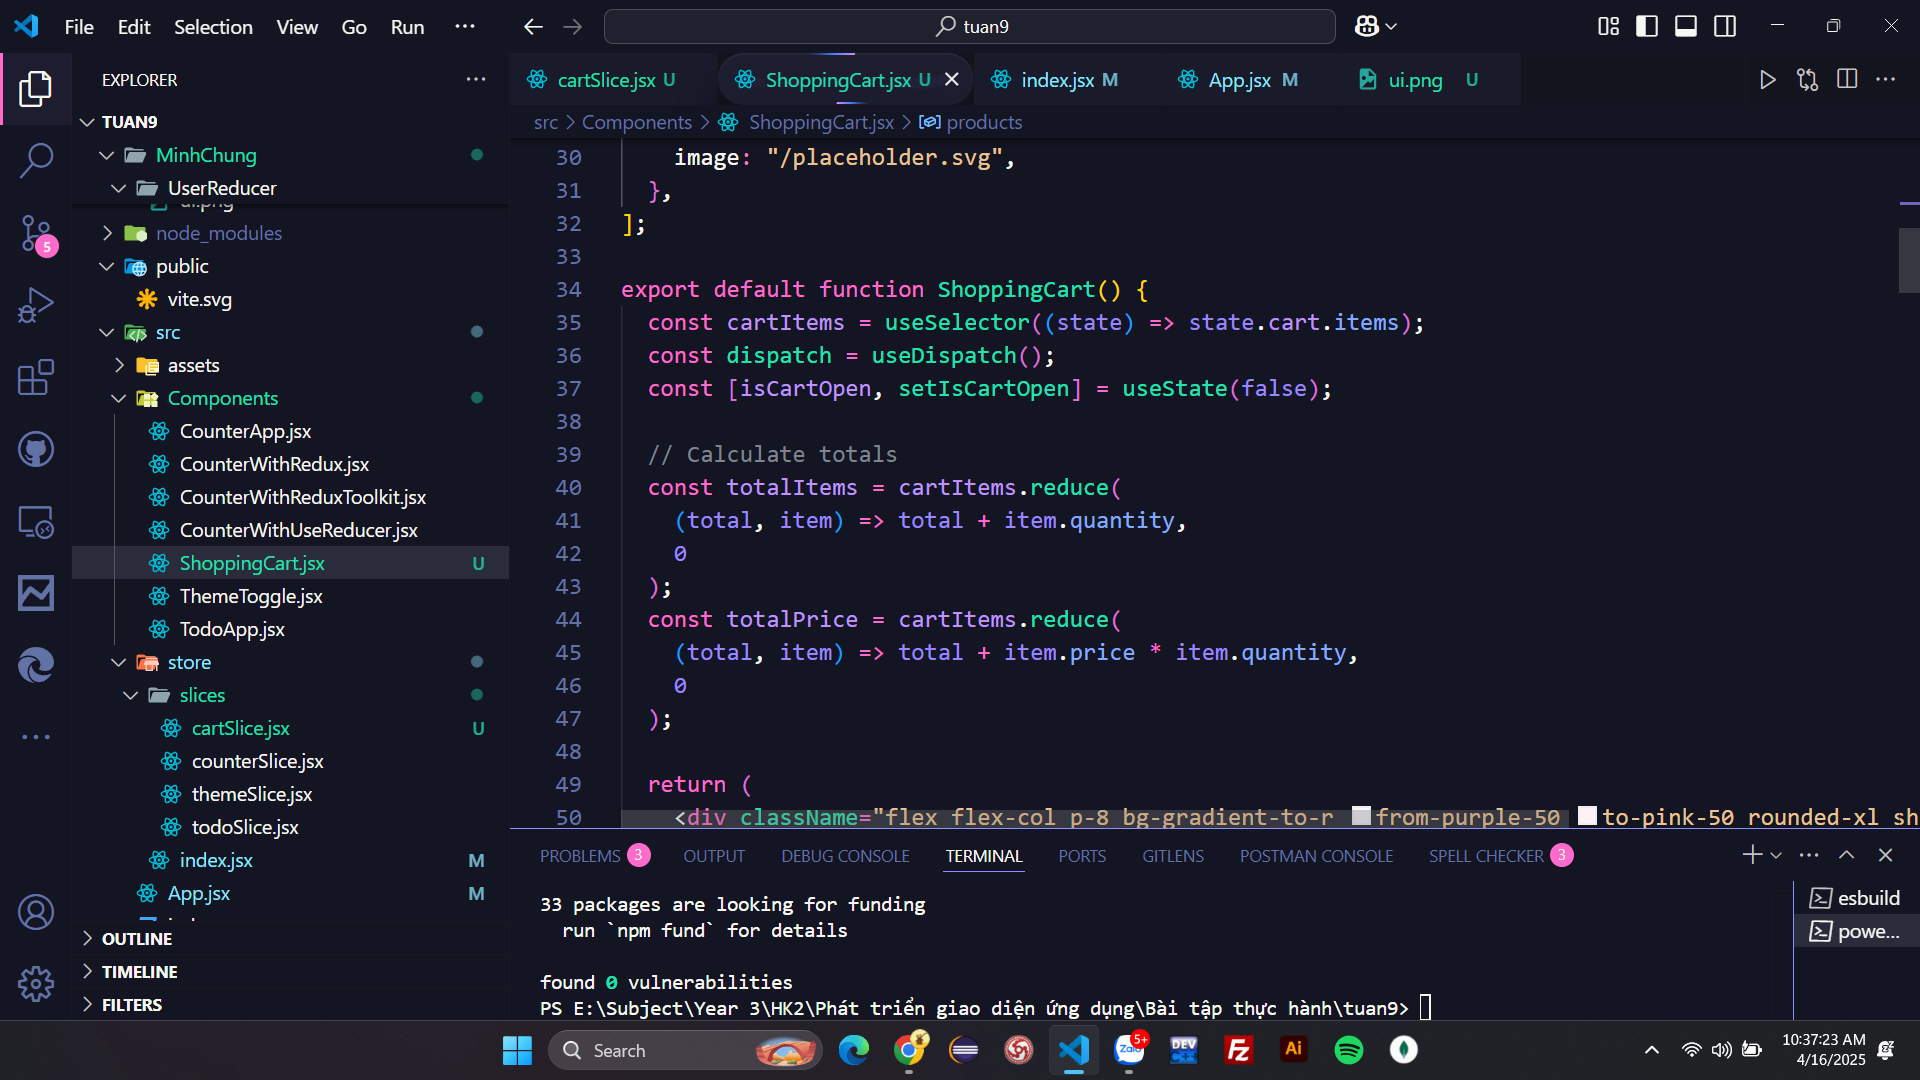 File Edit Selection View Go Run ···
tuan9
EXPLORER
cartSlice.jsx U
ShoppingCart.jsx U
index.jsx M
App.jsx M
ui.png U
src > Components > ShoppingCart.jsx > products
TUAN9
MinhChung
UserReducer
ui.png
node_modules
public
vite.svg
src
assets
Components
CounterApp.jsx
CounterWithRedux.jsx
CounterWithReduxToolkit.jsx
CounterWithUseReducer.jsx
ShoppingCart.jsx U
ThemeToggle.jsx
TodoApp.jsx
store
slices
cartSlice.jsx U
counterSlice.jsx
themeSlice.jsx
todoSlice.jsx
index.jsx M
App.jsx M
OUTLINE
TIMELINE
FILTERS
5
30 image: "/placeholder.svg",
31 },
32 ];
33
34 export default function ShoppingCart() {
35 const cartItems = useSelector((state) => state.cart.items);
36 const dispatch = useDispatch();
37 const [isCartOpen, setIsCartOpen] = useState(false);
38
39 // Calculate totals
40 const totalItems = cartItems.reduce(
41 (total, item) => total + item.quantity,
42 0
43 );
44 const totalPrice = cartItems.reduce(
45 (total, item) => total + item.price * item.quantity,
46 0
47 );
48
49 return (
50 <div className="flex flex-col p-8 bg-gradient-to-r from-purple-50 to-pink-50 rounded-xl sh
PROBLEMS 3 OUTPUT DEBUG CONSOLE TERMINAL PORTS GITLENS POSTMAN CONSOLE SPELL CHECKER 3
33 packages are looking for funding
run `npm fund` for details
found 0 vulnerabilities
PS E:\Subject\Year 3\HK2\Phát triển giao diện ứng dụng\Bài tập thực hành\tuan9>
esbuild
powe...
Search
Zalo
5+
DEV
Fz
Ai
10:37:23 AM
4/16/2025